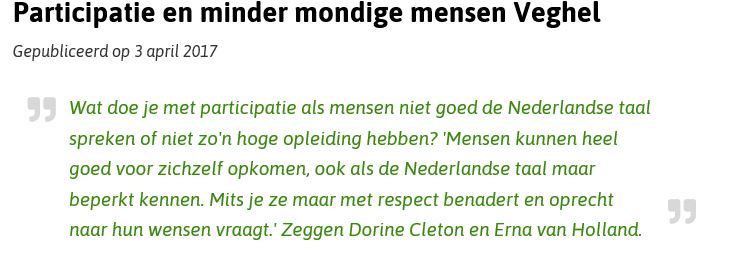 Participatie en minder mondige mensen Veghel
Gepubliceerd op 3 april 2017
Wat doe je met participatie als mensen niet goed de Nederlandse taal
spreken of niet zo'n hoge opleiding hebben? 'Mensen kunnen heel
goed voor zichzelf opkomen, ook als de Nederlandse taal maar
beperkt kennen. Mits je ze maar met respect benadert en oprecht
naar hun wensen vraagt.' Zeggen Dorine Cleton en Erna van Holland.